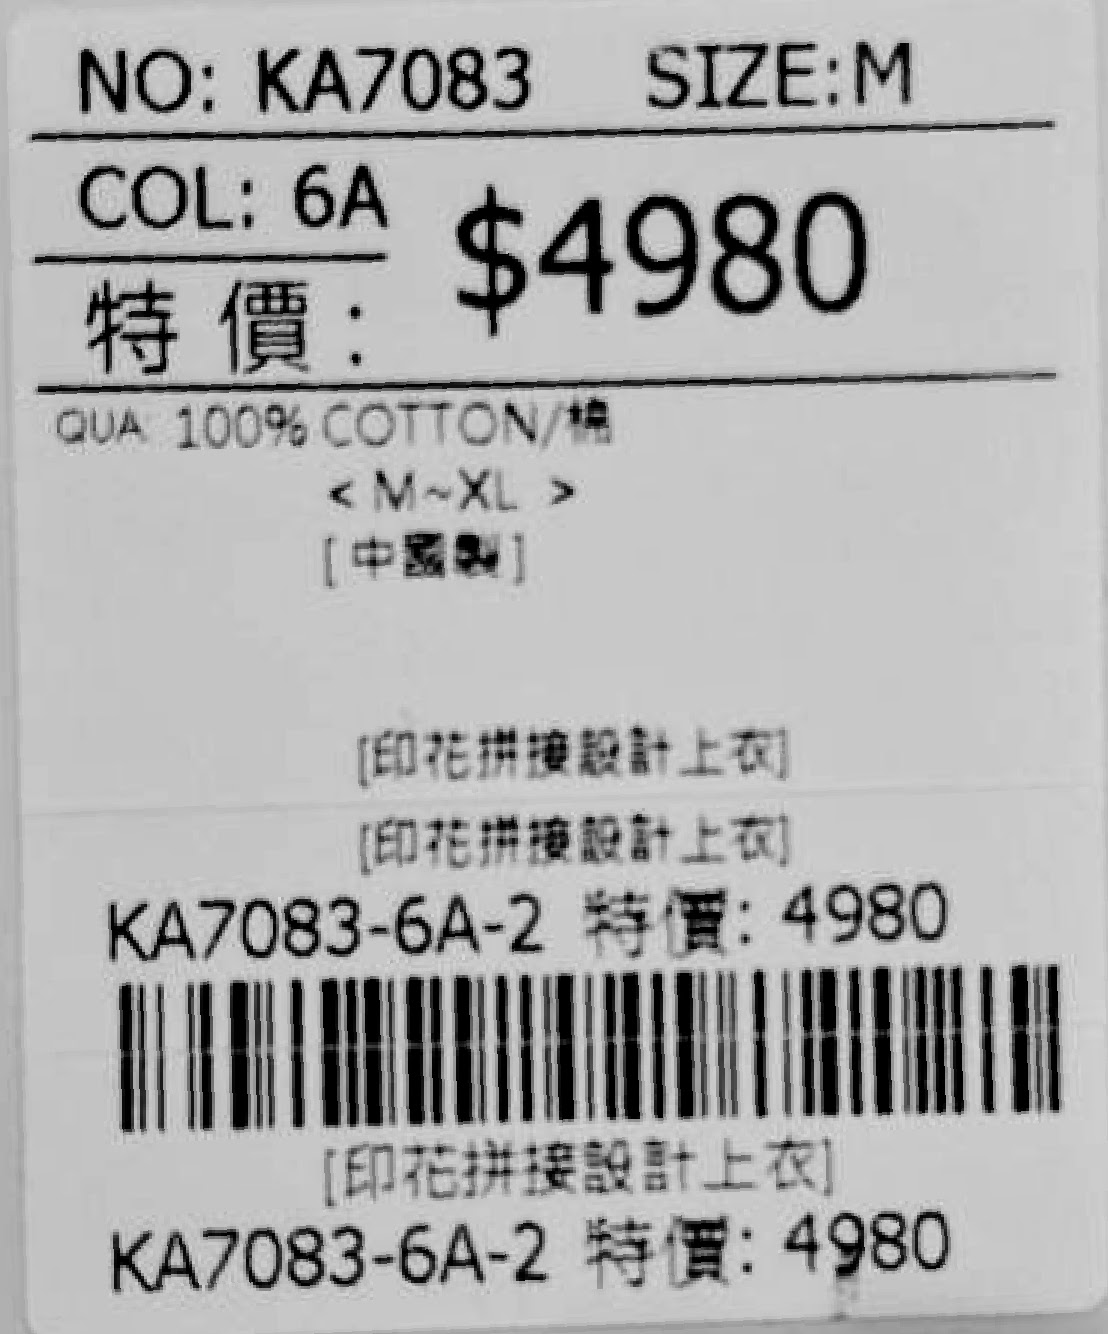 NO: KA7083 SIZE:M
COL: 6A
$4980
特價:
QUA: 100% COTTON/棉
< M~XL >
[中國製]
[印花拼接設計上衣]
[印花拼接設計上衣]
KA7083-6A-2 特價: 4980
[印花拼接設計上衣]
KA7083-6A-2 特價: 4980